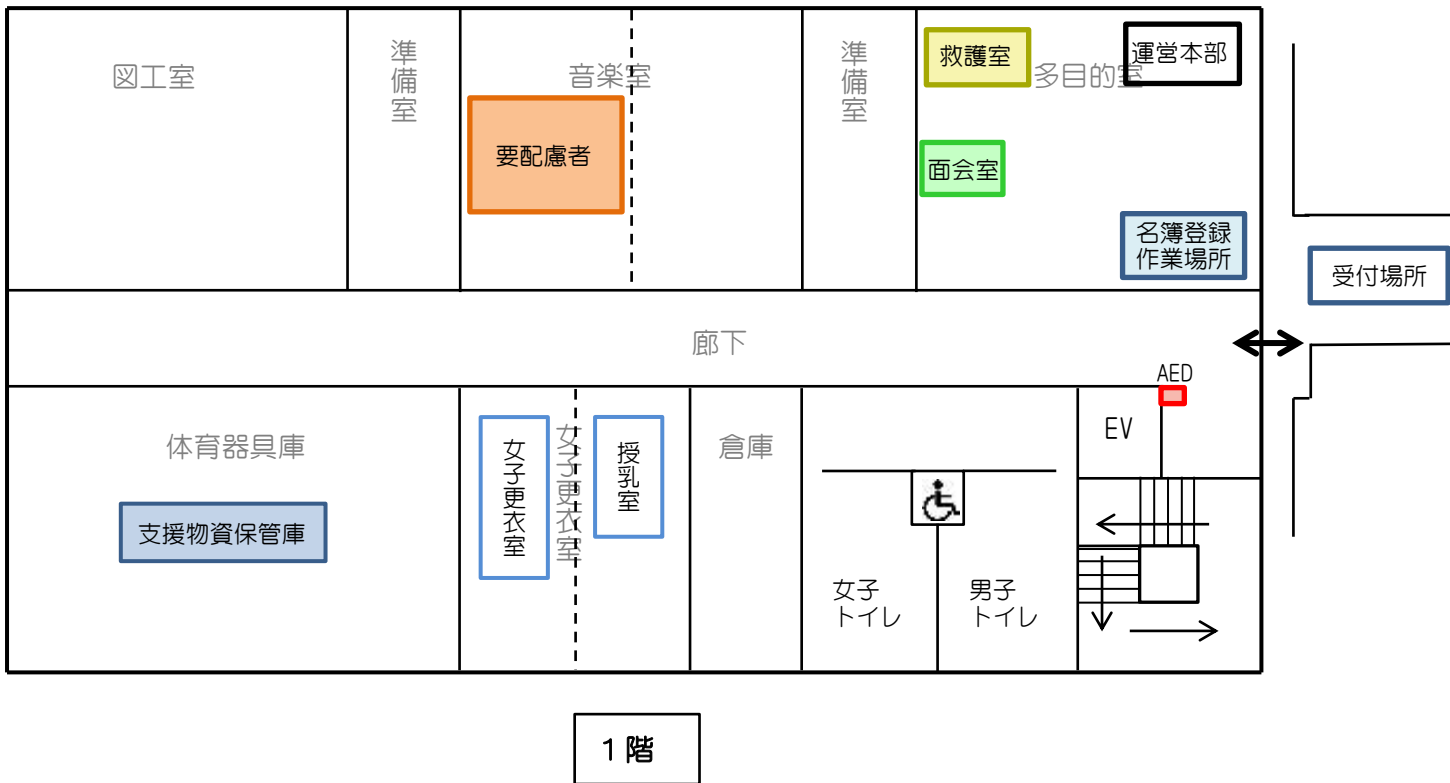 図工室
準備室
音楽室
要配慮者
準備室
救護室
多目的室
運営本部
面会室
名簿登録
作業場所
受付場所
廊下
AED
体育器具庫
支援物資保管庫
女子更衣室
女子更衣室
授乳室
倉庫
女子
トイレ
男子
トイレ
EV
1階